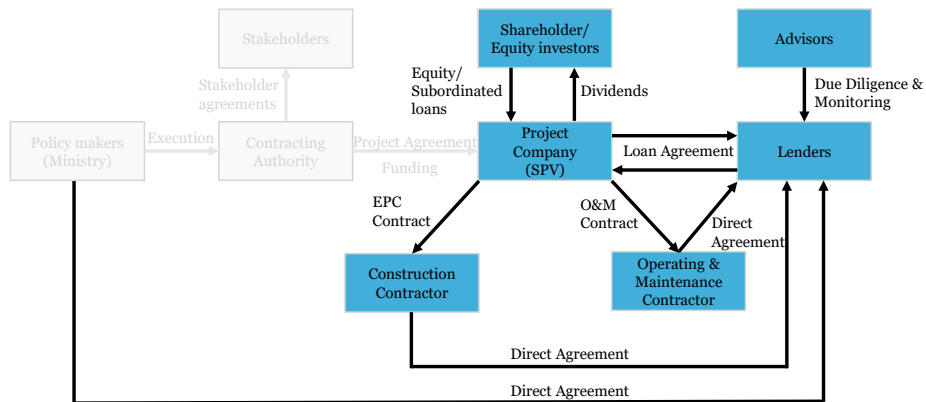 Stakeholders
Shareholder/
Equity investors
Advisors
Stakeholder
agreements
Equity/
Subordinated
loans
Dividends
Due Diligence &
Monitoring
Policy makers
(Ministry)
Execution
Contracting
Authority
Project Agreement
Funding
Project
Company
(SPV)
Loan Agreement
Lenders
EPC
Contract
O&M
Contract
Direct
Agreement
Construction
Contractor
Operating &
Maintenance
Contractor
Direct Agreement
Direct Agreement